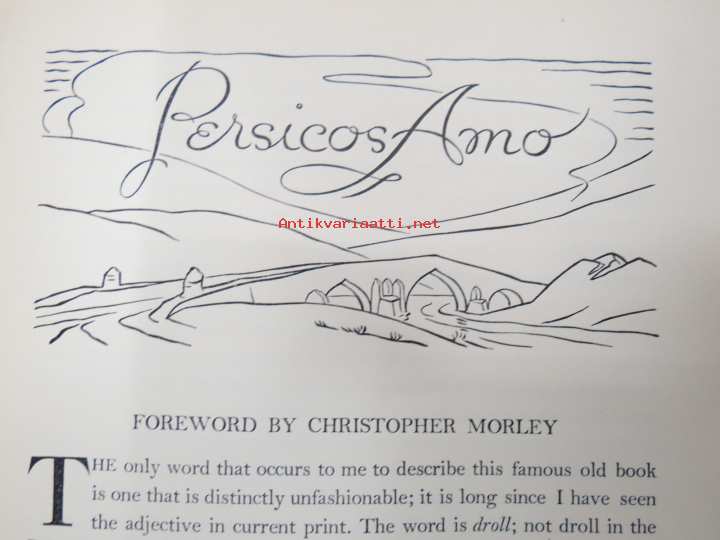 Persicos Amo
Antikvariaatti.net
FOREWORD BY CHRISTOPHER MORLEY
THE only word that occurs to me to describe this famous old book
is one that is distinctly unfashionable; it is long since I have seen
the adjective in current print. The word is droll; not droll in the